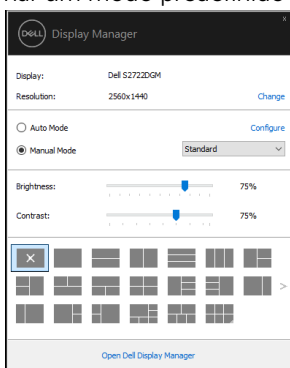 DELL Display Manager
Display: Dell S2722DGM
Resolution: 2560x1440 Change
Auto Mode Configure
Manual Mode Standard
Brightness: 75%
Contrast: 75%
Open Dell Display Manager